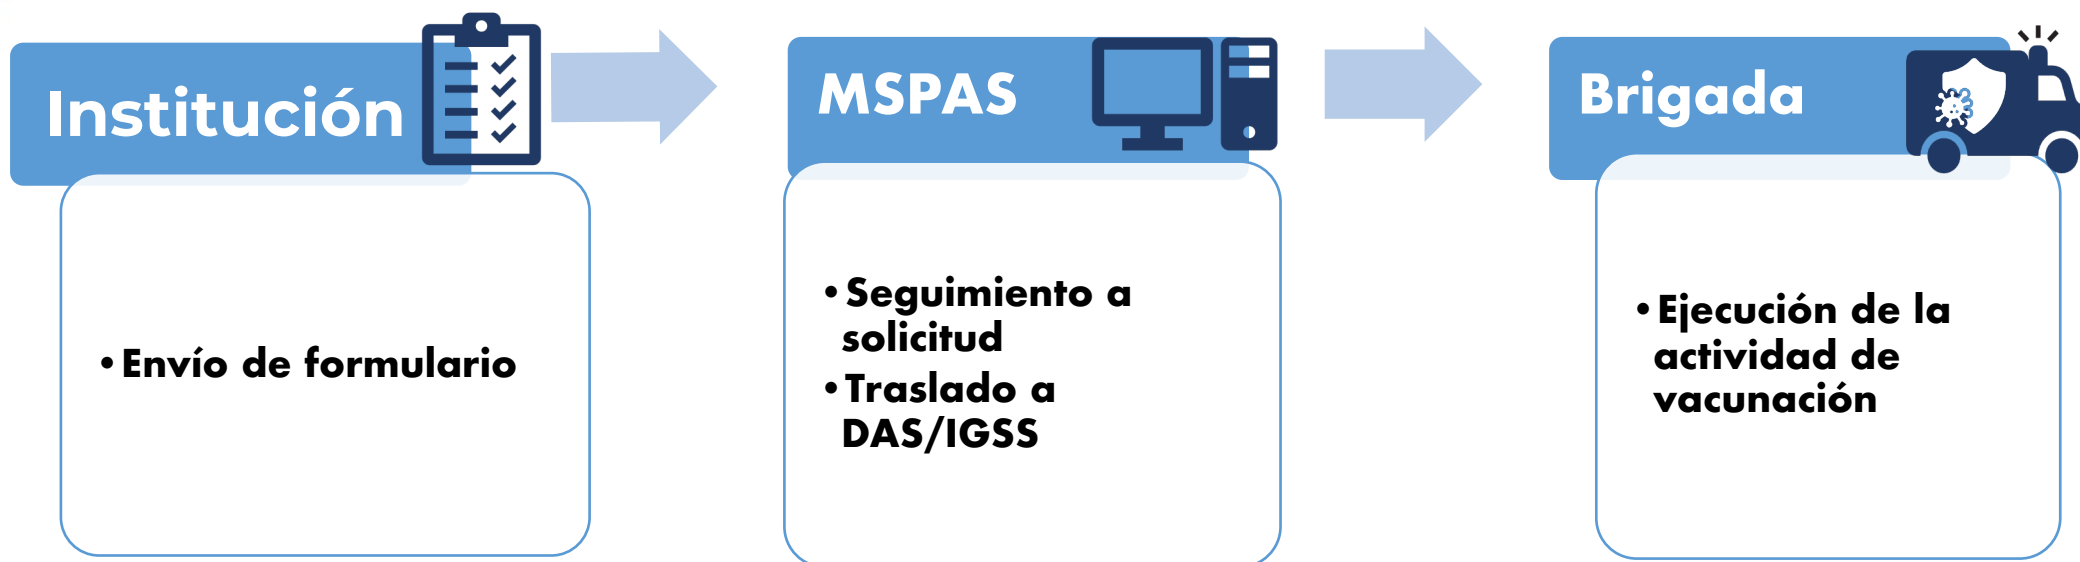 Institución
• Envío de formulario
MSPAS
• Seguimiento a
solicitud
• Traslado a
DAS/IGSS
Brigada
• Ejecución de la
actividad de
vacunación